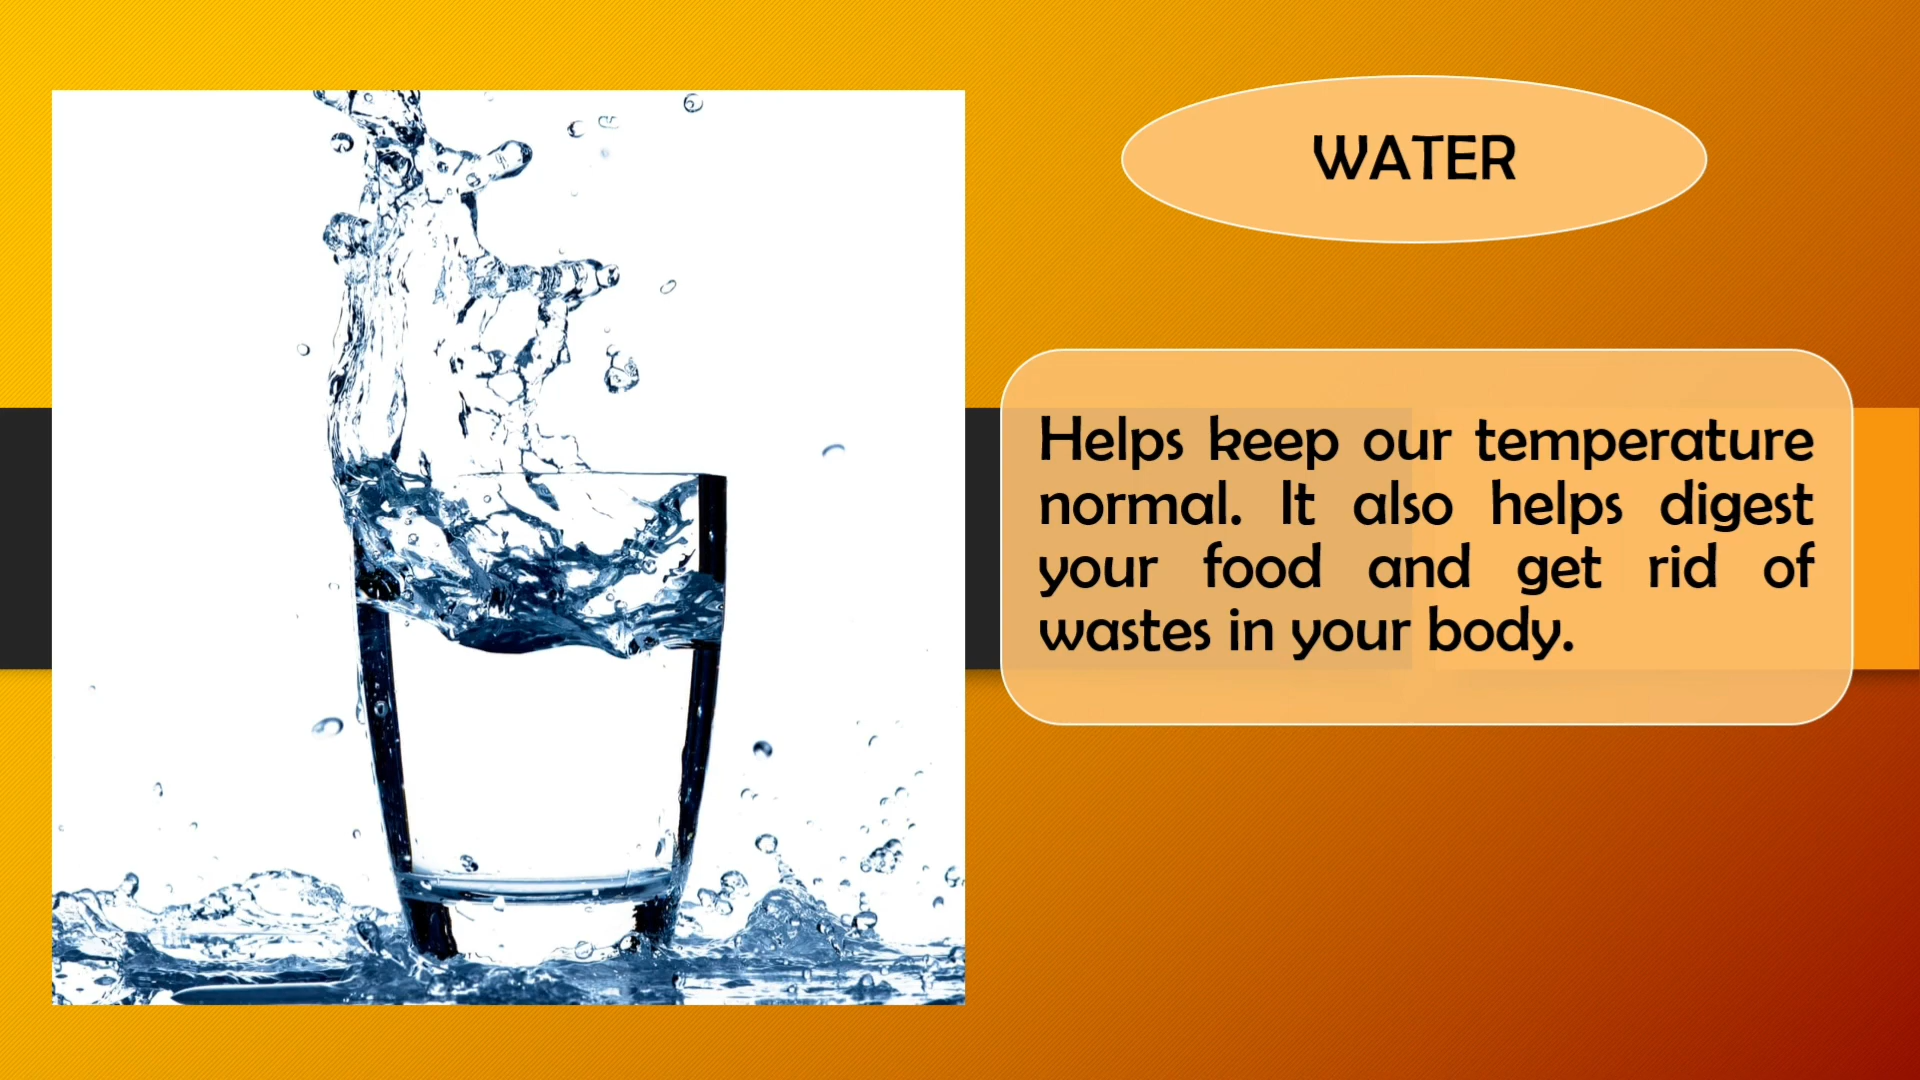 WATER
Helps keep our temperature
normal. It also helps digest
your food and get rid of
wastes in your body.